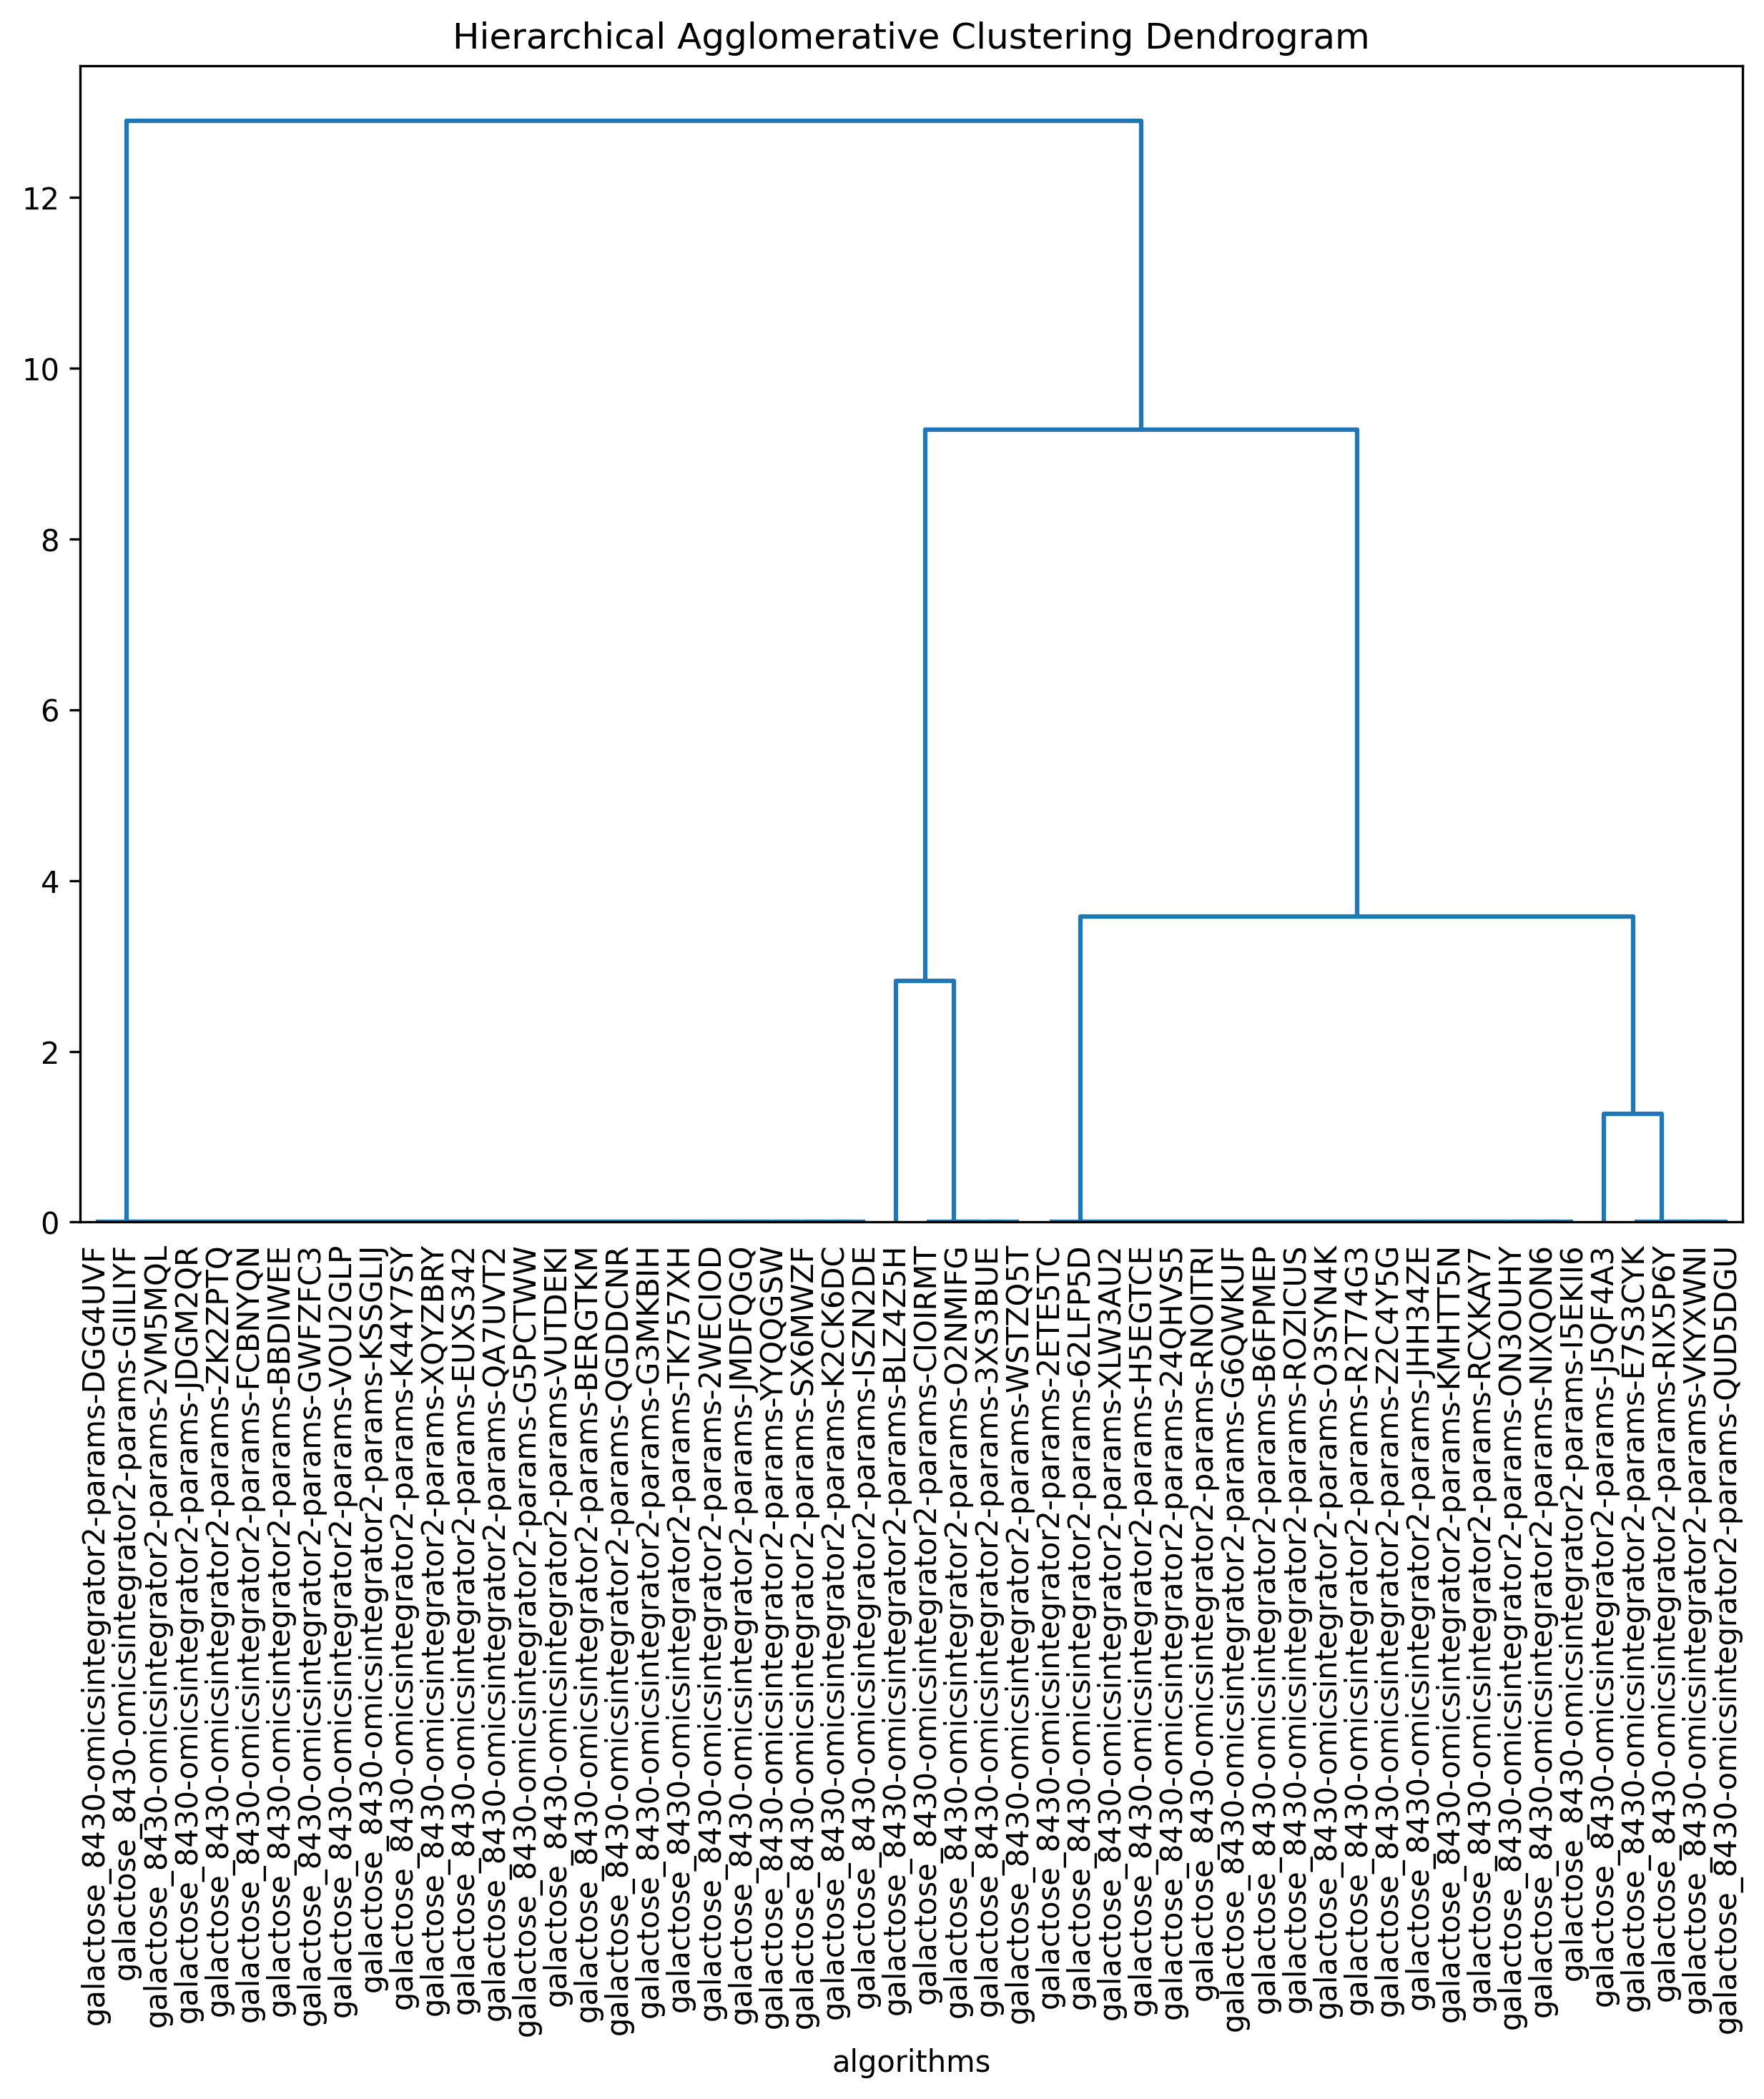 Hierarchical Agglomerative Clustering Dendrogram
12
10
8
6
4
2
0
galactose_8430-omicsintegrator2-params-DGG4UVF
galactose_8430-omicsintegrator2-params-GIILIYF
galactose_8430-omicsintegrator2-params-2VM5MQL
galactose_8430-omicsintegrator2-params-JDGM2QR
galactose_8430-omicsintegrator2-params-ZK2ZPTQ
galactose_8430-omicsintegrator2-params-FCBNYQN
galactose_8430-omicsintegrator2-params-BBDIWEE
galactose_8430-omicsintegrator2-params-GWFZFC3
galactose_8430-omicsintegrator2-params-VOU2GLP
galactose_8430-omicsintegrator2-params-KSSGLIJ
galactose_8430-omicsintegrator2-params-K44Y7SY
galactose_8430-omicsintegrator2-params-XQYZBRY
galactose_8430-omicsintegrator2-params-EUXS342
galactose_8430-omicsintegrator2-params-QA7UVT2
galactose_8430-omicsintegrator2-params-G5PCTWW
galactose_8430-omicsintegrator2-params-VUTDEKI
galactose_8430-omicsintegrator2-params-BERGTKM
galactose_8430-omicsintegrator2-params-QGDDCNR
galactose_8430-omicsintegrator2-params-G3MKBIH
galactose_8430-omicsintegrator2-params-TK757XH
galactose_8430-omicsintegrator2-params-2WECIOD
galactose_8430-omicsintegrator2-params-JMDFQGQ
galactose_8430-omicsintegrator2-params-YYQQGSW
galactose_8430-omicsintegrator2-params-SX6MWZF
galactose_8430-omicsintegrator2-params-K2CK6DC
galactose_8430-omicsintegrator2-params-ISZN2DE
galactose_8430-omicsintegrator2-params-BLZ4Z5H
galactose_8430-omicsintegrator2-params-CIOIRMT
galactose_8430-omicsintegrator2-params-O2NMIFG
galactose_8430-omicsintegrator2-params-3XS3BUE
galactose_8430-omicsintegrator2-params-WSTZQ5T
galactose_8430-omicsintegrator2-params-2ETE5TC
galactose_8430-omicsintegrator2-params-62LFP5D
galactose_8430-omicsintegrator2-params-XLW3AU2
galactose_8430-omicsintegrator2-params-H5EGTCE
galactose_8430-omicsintegrator2-params-24QHVS5
galactose_8430-omicsintegrator2-params-RNOITRI
galactose_8430-omicsintegrator2-params-G6QWKUF
galactose_8430-omicsintegrator2-params-B6FPMEP
galactose_8430-omicsintegrator2-params-ROZICUS
galactose_8430-omicsintegrator2-params-O3SYN4K
galactose_8430-omicsintegrator2-params-R2T74G3
galactose_8430-omicsintegrator2-params-Z2C4Y5G
galactose_8430-omicsintegrator2-params-JHH34ZE
galactose_8430-omicsintegrator2-params-KMHTT5N
galactose_8430-omicsintegrator2-params-RCXKAY7
galactose_8430-omicsintegrator2-params-ON3OUHY
galactose_8430-omicsintegrator2-params-NIXQON6
galactose_8430-omicsintegrator2-params-I5EKII6
galactose_8430-omicsintegrator2-params-J5QF4A3
galactose_8430-omicsintegrator2-params-E7S3CYK
galactose_8430-omicsintegrator2-params-RIX5P6Y
galactose_8430-omicsintegrator2-params-VKYXWNI
galactose_8430-omicsintegrator2-params-QUD5DGU
algorithms